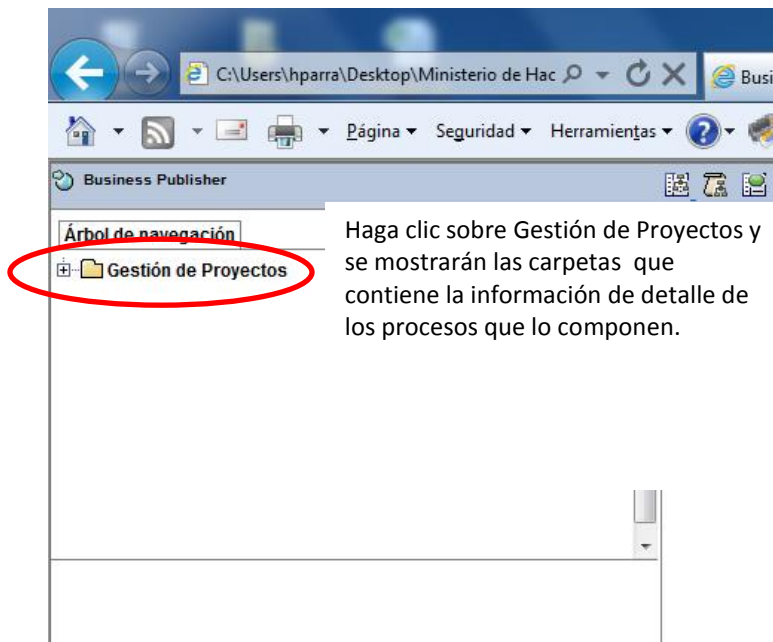 C:\Users\hparra\Desktop\Ministerio de Hac
Busi
Página Seguridad Herramientas
Business Publisher
Árbol de navegación
Gestión de Proyectos
Haga clic sobre Gestión de Proyectos y
se mostrarán las carpetas que
contiene la información de detalle de
los procesos que lo componen.